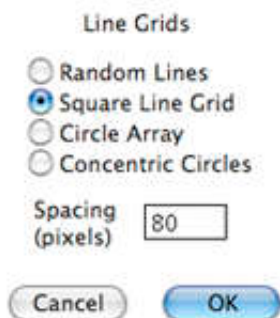 Line Grids
Random Lines
Square Line Grid
Circle Array
Concentric Circles
Spacing
(pixels)
80
Cancel
OK